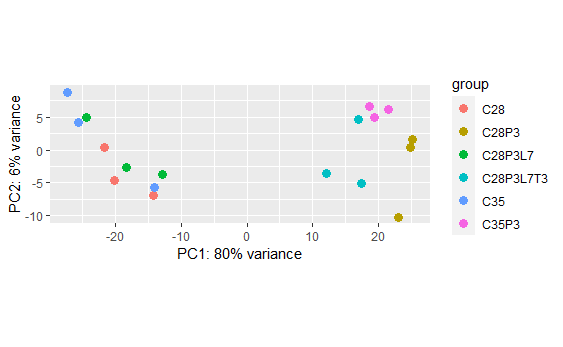 group
C28
C28P3
C28P3L7
C28P3L7T3
C35
C35P3
PC2: 6% variance
5
0
-5
-10
-20
-10
0
10
20
PC1: 80% variance